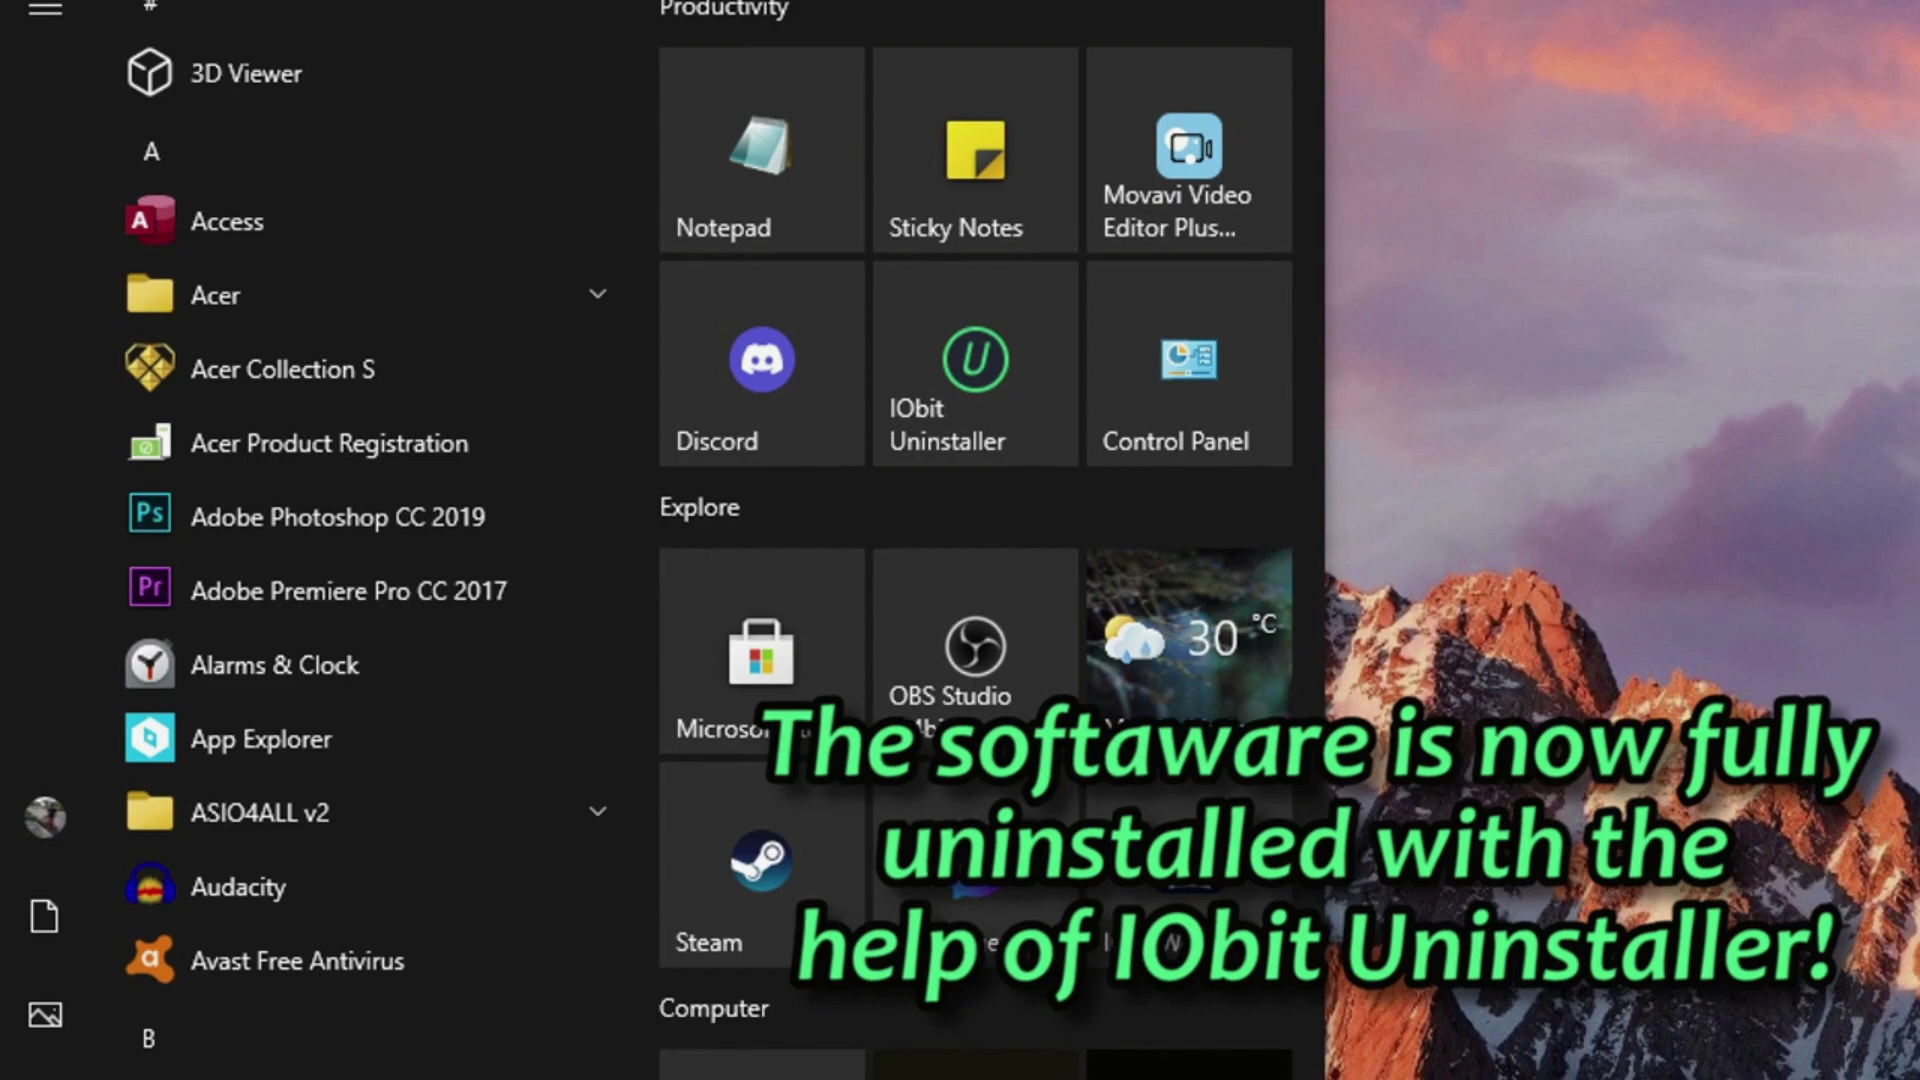 #
3D Viewer
A
Access
Acer
Acer Collection S
Acer Product Registration
Adobe Photoshop CC 2019
Adobe Premiere Pro CC 2017
Alarms & Clock
App Explorer
ASIO4ALL v2
Audacity
Avast Free Antivirus
B
Productivity
Notepad
Sticky Notes
Movavi Video
Editor Plus...
Discord
IObit
Uninstaller
Control Panel
Explore
OBS Studio
30 °C
Steam
Computer
The softaware is now fully
uninstalled with the
help of IObit Uninstaller!